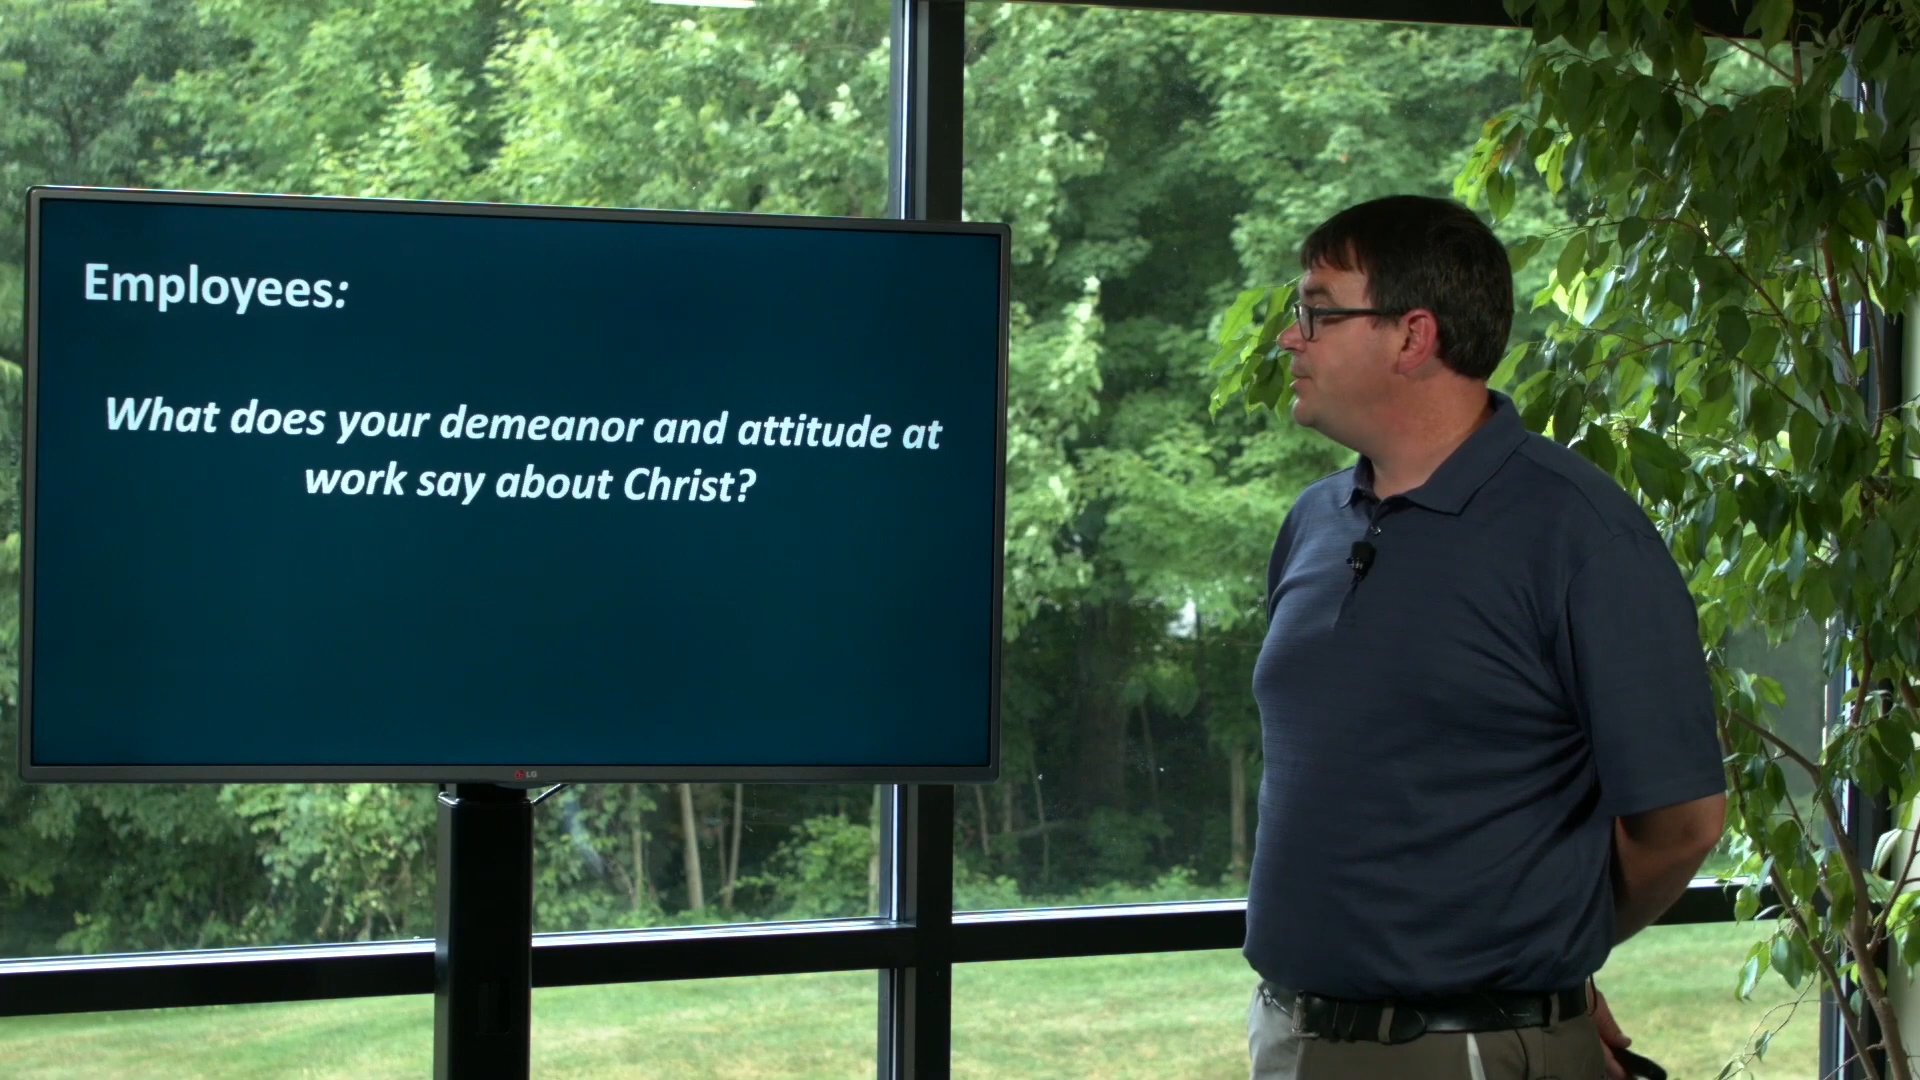 Employees:
What does your demeanor and attitude at
work say about Christ?
LG